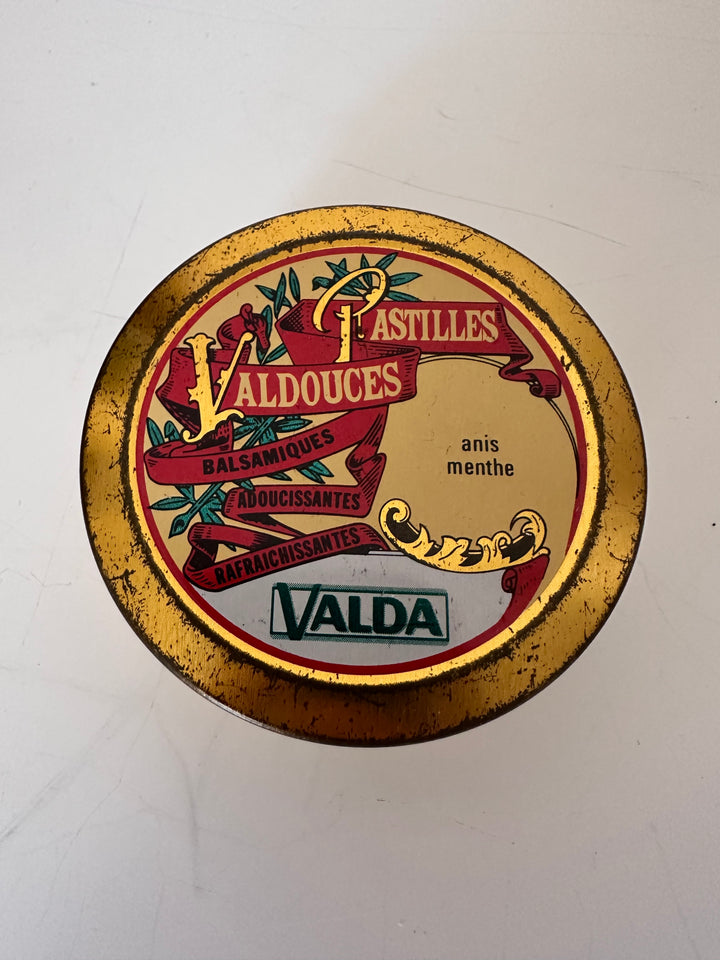 PASTILLES
VALDOUCES
BALSAMIQUES
ADOUCISSANTES
RAFRAICHISSANTES
anis
menthe
VALDA